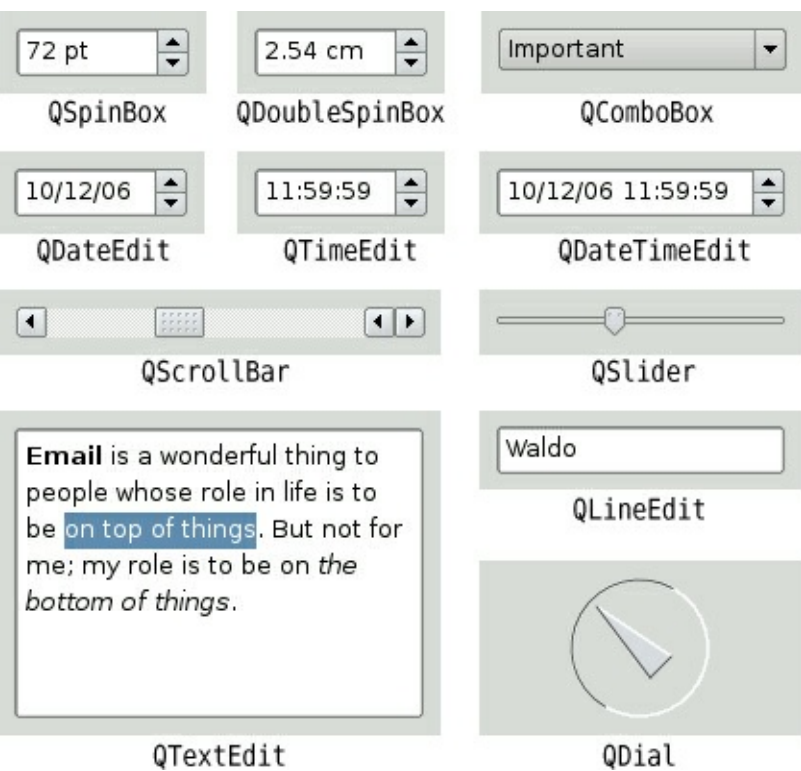 72 pt
2.54 cm
Important
QSpinBox
QDoubleSpinBox
QComboBox
10/12/06
11:59:59
10/12/06 11:59:59
QDateEdit
QTimeEdit
QDateTimeEdit
QScrollBar
QSlider
Email is a wonderful thing to
people whose role in life is to
be on top of things. But not for
me; my role is to be on the
bottom of things.
QTextEdit
Waldo
QLineEdit
QDial